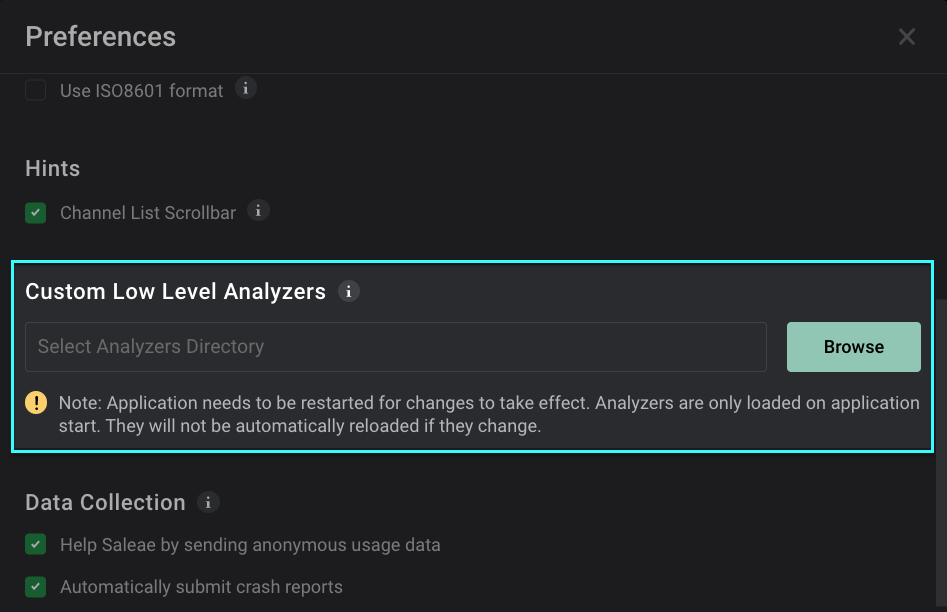 Preferences
Use ISO8601 format
Hints
Channel List Scrollbar
Custom Low Level Analyzers
Select Analyzers Directory
Browse
Note: Application needs to be restarted for changes to take effect. Analyzers are only loaded on application
start. They will not be automatically reloaded if they change.
Data Collection
Help Saleae by sending anonymous usage data
Automatically submit crash reports